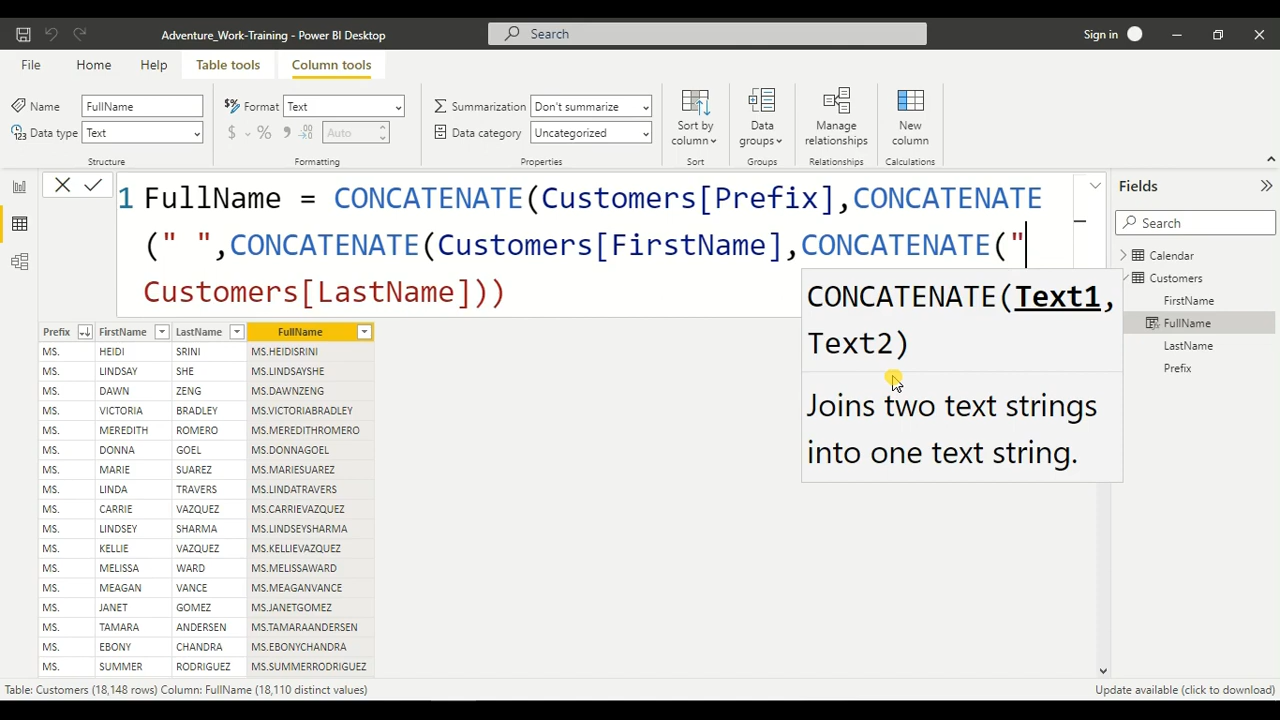 Adventure_Work-Training - Power BI Desktop
Search
Sign in
File
Home
Help
Table tools
Column tools
Name
FullName
Data type
Text
Structure
Format
Text
$ % 9
Auto
Formatting
Summarization
Don't summarize
Data category
Uncategorized
Properties
Sort by
column
Sort
Data
groups
Groups
Manage
relationships
Relationships
New
column
Calculations
1 FullName = CONCATENATE(Customers[Prefix],CONCATENATE
(" ",CONCATENATE(Customers[FirstName],CONCATENATE("
Customers[LastName]))
CONCATENATE(Text1,
Text2)
Joins two text strings
into one text string.
Prefix FirstName LastName FullName
MS. HEIDI SRINI MS.HEIDISRINI
MS. LINDSAY SHE MS.LINDSAYSHE
MS. DAWN ZENG MS.DAWNZENG
MS. VICTORIA BRADLEY MS.VICTORIABRADLEY
MS. MEREDITH ROMERO MS.MEREDITHROMERO
MS. DONNA GOEL MS.DONNAGOEL
MS. MARIE SUAREZ MS.MARIESUAREZ
MS. LINDA TRAVERS MS.LINDATRAVERS
MS. CARRIE VAZQUEZ MS.CARRIEVAZQUEZ
MS. LINDSEY SHARMA MS.LINDSEYSHARMA
MS. KELLIE VAZQUEZ MS.KELLIEVAZQUEZ
MS. MELISSA WARD MS.MELISSAWARD
MS. MEAGAN VANCE MS.MEAGANVANCE
MS. JANET GOMEZ MS.JANETGOMEZ
MS. TAMARA ANDERSEN MS.TAMARAANDERSEN
MS. EBONY CHANDRA MS.EBONYCHANDRA
MS. SUMMER RODRIGUEZ MS.SUMMERRODRIGUEZ
Fields
Search
Calendar
Customers
FirstName
FullName
LastName
Prefix
Table: Customers (18,148 rows) Column: FullName (18,110 distinct values)
Update available (click to download)